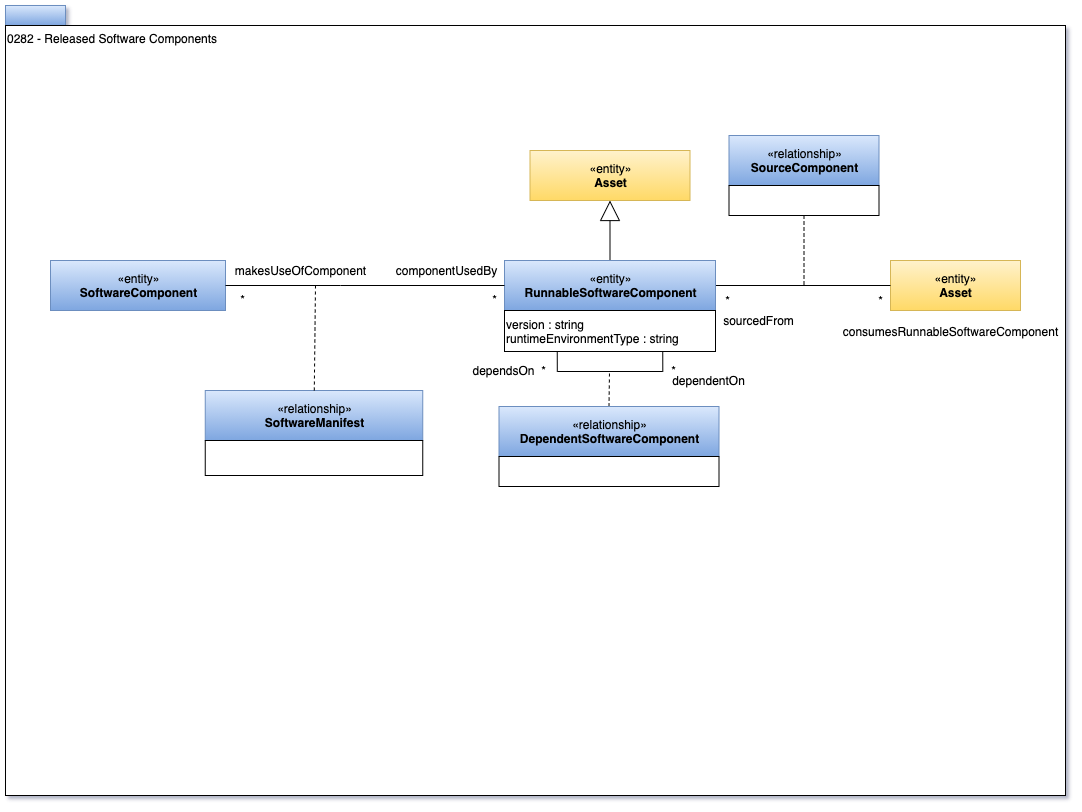 0282 - Released Software Components
«relationship»
SourceComponent
«entity»
Asset
makesUseOfComponent
componentUsedBy
«entity»
SoftwareComponent
«entity»
RunnableSoftwareComponent
«entity»
Asset
*
*
*
*
sourcedFrom
consumesRunnableSoftwareComponent
version : string
runtimeEnvironmentType : string
dependsOn *
*
dependentOn
«relationship»
SoftwareManifest
«relationship»
DependentSoftwareComponent